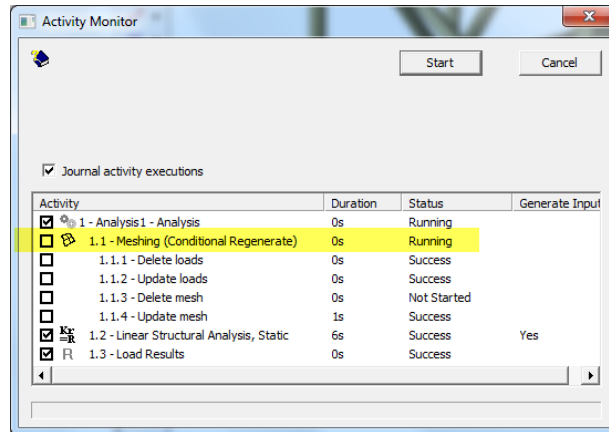 Activity Monitor
Start Cancel
Journal activity executions
Activity Duration Status Generate Input
1 - Analysis1 - Analysis 0s Running
1.1 - Meshing (Conditional Regenerate) 0s Running
1.1.1 - Delete loads 0s Success
1.1.2 - Update loads 0s Success
1.1.3 - Delete mesh 0s Not Started
1.1.4 - Update mesh 1s Success
Kr=R 1.2 - Linear Structural Analysis, Static 6s Success Yes
R 1.3 - Load Results 0s Success